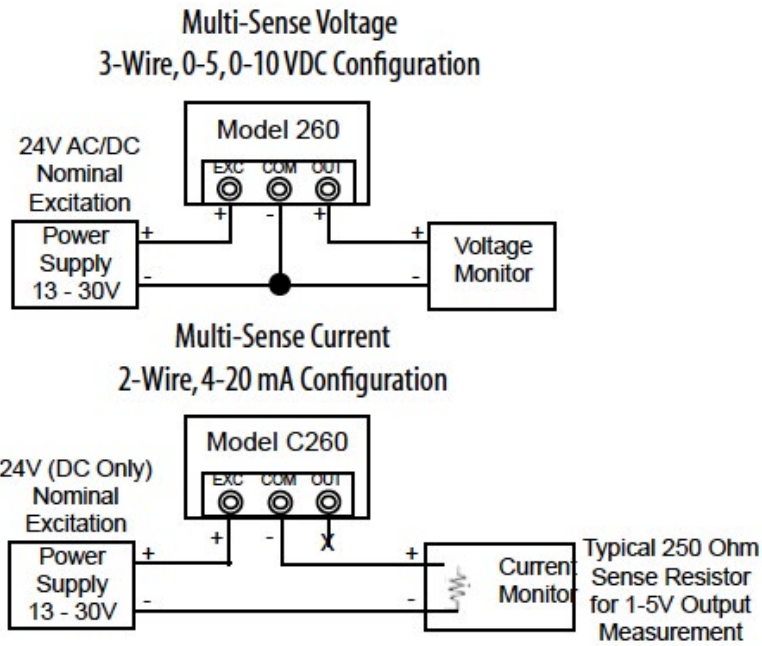 Multi-Sense Voltage
3-Wire, 0-5, 0-10 VDC Configuration
24V AC/DC
Nominal
Excitation
Model 260
EXC COM OUT
+ - +
Power
Supply
13 - 30V
+
-
+
-
Voltage
Monitor
Multi-Sense Current
2-Wire, 4-20 mA Configuration
24V (DC Only)
Nominal
Excitation
Model C260
EXC COM OUT
+ - X
Power
Supply
13 - 30V
+
-
+
-
Current
Monitor
Typical 250 Ohm
Sense Resistor
for 1-5V Output
Measurement